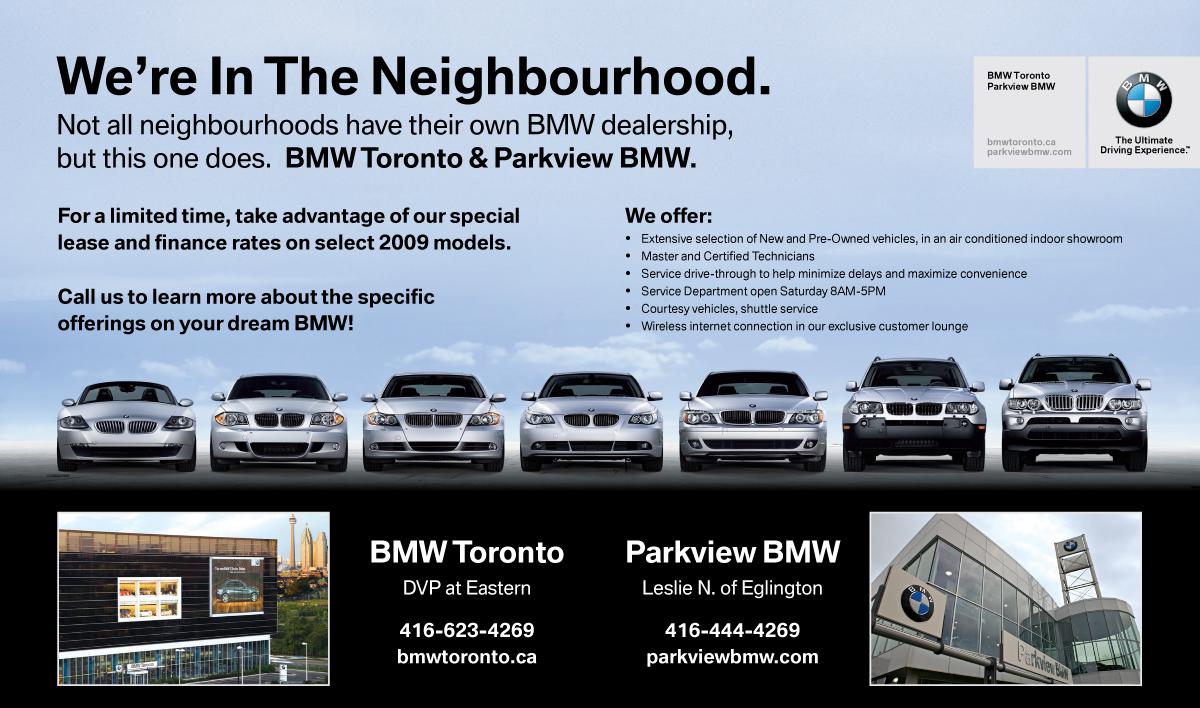 We're In The Neighbourhood.
Not all neighbourhoods have their own BMW dealership,
but this one does. BMW Toronto & Parkview BMW.
BMW Toronto
Parkview BMW
bmwtoronto.ca
parkviewbmw.com
BMW
The Ultimate
Driving Experience.™
For a limited time, take advantage of our special
lease and finance rates on select 2009 models.
Call us to learn more about the specific
offerings on your dream BMW!
We offer:
• Extensive selection of New and Pre-Owned vehicles, in an air conditioned indoor showroom
• Master and Certified Technicians
• Service drive-through to help minimize delays and maximize convenience
• Service Department open Saturday 8AM-5PM
• Courtesy vehicles, shuttle service
• Wireless internet connection in our exclusive customer lounge
BMW Toronto
DVP at Eastern
416-623-4269
bmwtoronto.ca
Parkview BMW
Leslie N. of Eglington
416-444-4269
parkviewbmw.com
BMW
Parkview BMW